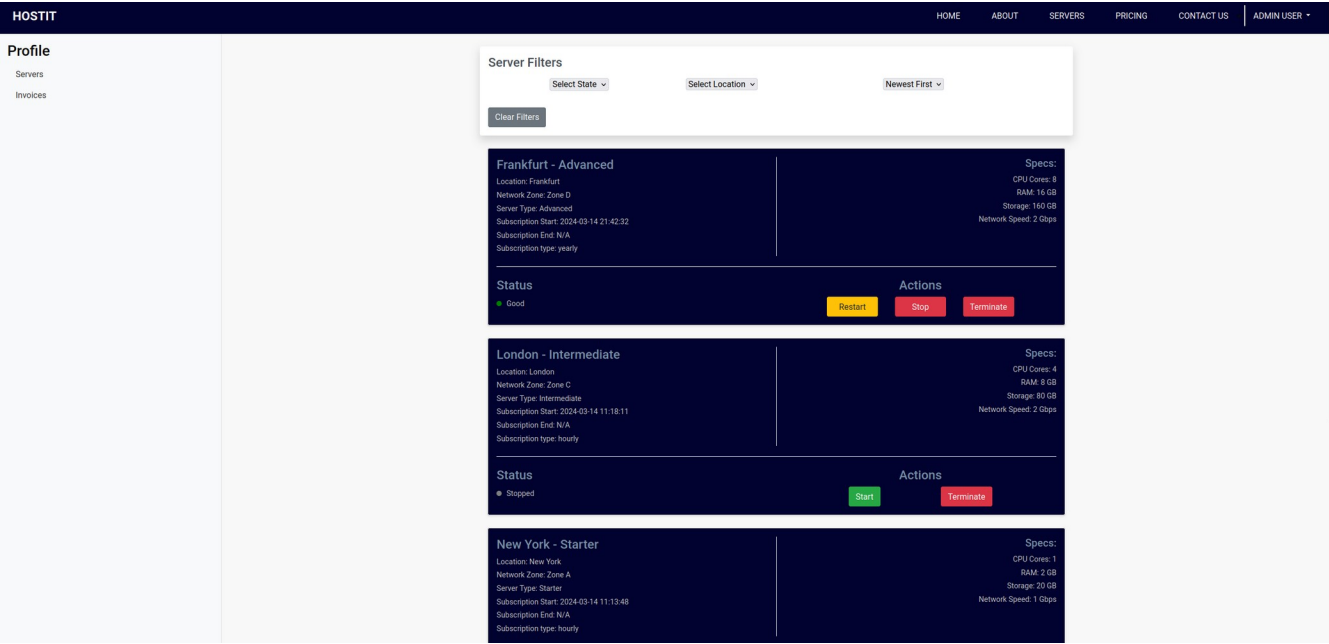 HOSTIT HOME ABOUT SERVERS PRICING CONTACT US ADMIN USER
Profile
Servers
Invoices
Server Filters
Select State Select Location Newest First
Clear Filters
Frankfurt - Advanced
Location: Frankfurt
Network Zone: Zone D
Server Type: Advanced
Subscription Start: 2024-03-14 21:42:32
Subscription End: N/A
Subscription type: yearly
Specs:
CPU Cores: 8
RAM: 16 GB
Storage: 160 GB
Network Speed: 2 Gbps
Status
Good
Actions
Restart Stop Terminate
London - Intermediate
Location: London
Network Zone: Zone C
Server Type: Intermediate
Subscription Start: 2024-03-14 11:18:11
Subscription End: N/A
Subscription type: hourly
Specs:
CPU Cores: 4
RAM: 8 GB
Storage: 80 GB
Network Speed: 2 Gbps
Status
Stopped
Actions
Start Terminate
New York - Starter
Location: New York
Network Zone: Zone A
Server Type: Starter
Subscription Start: 2024-03-14 11:13:48
Subscription End: N/A
Subscription type: hourly
Specs:
CPU Cores: 1
RAM: 2 GB
Storage: 20 GB
Network Speed: 1 Gbps